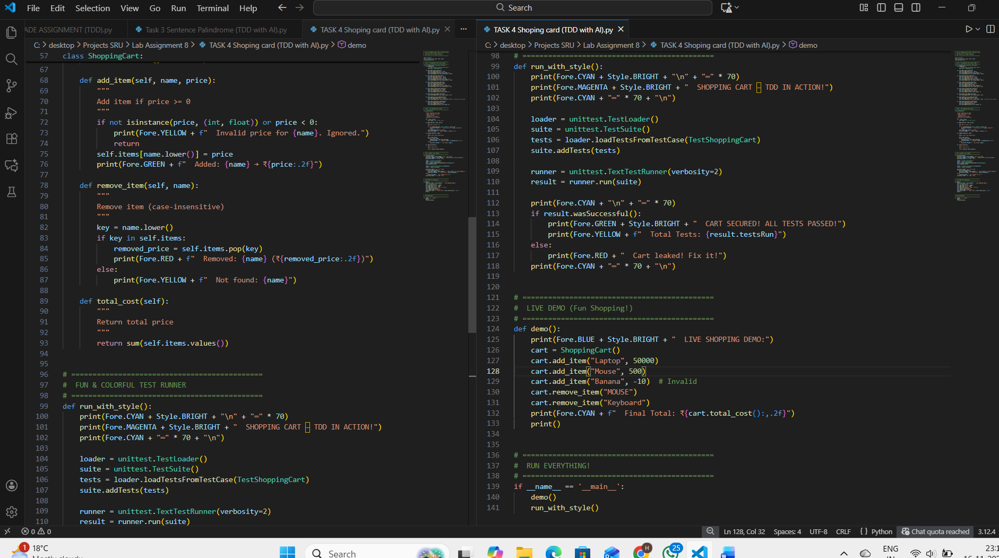 File Edit Selection View Go Run Terminal Help
Search
ADE ASSIGNMENT (TDD).py
Task 3 Sentence Palindrome (TDD with AI).py
TASK 4 Shoping card (TDD with AI).py
C: > desktop > Projects SRU > Lab Assignment 8 > TASK 4 Shoping card (TDD with AI).py > demo
57 class ShoppingCart:
67
68 def add_item(self, name, price):
69 """
70 Add item if price >= 0
71 """
72 if not isinstance(price, (int, float)) or price < 0:
73 print(Fore.YELLOW + f"  Invalid price for {name}. Ignored.")
74 return
75 self.items[name.lower()] = price
76 print(Fore.GREEN + f"  Added: {name} → ₹{price:.2f}")
77
78 def remove_item(self, name):
79 """
80 Remove item (case-insensitive)
81 """
82 key = name.lower()
83 if key in self.items:
84 removed_price = self.items.pop(key)
85 print(Fore.RED + f"  Removed: {name} (₹{removed_price:.2f})")
86 else:
87 print(Fore.YELLOW + f"  Not found: {name}")
88
89 def total_cost(self):
90 """
91 Return total price
92 """
93 return sum(self.items.values())
94
95
96 # =============================================
97 #  FUN & COLORFUL TEST RUNNER
98 # =============================================
99 def run_with_style():
100 print(Fore.CYAN + Style.BRIGHT + "\n" + "=" * 70)
101 print(Fore.MAGENTA + Style.BRIGHT + "  SHOPPING CART – TDD IN ACTION!")
102 print(Fore.CYAN + "=" * 70 + "\n")
103
104 loader = unittest.TestLoader()
105 suite = unittest.TestSuite()
106 tests = loader.loadTestsFromTestCase(TestShoppingCart)
107 suite.addTests(tests)
108
109 runner = unittest.TextTestRunner(verbosity=2)
110 result = runner.run(suite)
TASK 4 Shoping card (TDD with AI).py
C: > desktop > Projects SRU > Lab Assignment 8 > TASK 4 Shoping card (TDD with AI).py > demo
98 # =============================================
99 def run_with_style():
100 print(Fore.CYAN + Style.BRIGHT + "\n" + "=" * 70)
101 print(Fore.MAGENTA + Style.BRIGHT + "  SHOPPING CART – TDD IN ACTION!")
102 print(Fore.CYAN + "=" * 70 + "\n")
103
104 loader = unittest.TestLoader()
105 suite = unittest.TestSuite()
106 tests = loader.loadTestsFromTestCase(TestShoppingCart)
107 suite.addTests(tests)
108
109 runner = unittest.TextTestRunner(verbosity=2)
110 result = runner.run(suite)
111
112 print(Fore.CYAN + "\n" + "=" * 70)
113 if result.wasSuccessful():
114 print(Fore.GREEN + Style.BRIGHT + "  CART SECURED! ALL TESTS PASSED!")
115 print(Fore.YELLOW + f"  Total Tests: {result.testsRun}")
116 else:
117 print(Fore.RED + "  Cart leaked! Fix it!")
118 print(Fore.CYAN + "=" * 70 + "\n")
119
120
121 # =============================================
122 #  LIVE DEMO (Fun Shopping!)
123 # =============================================
124 def demo():
125 print(Fore.BLUE + Style.BRIGHT + "  LIVE SHOPPING DEMO:")
126 cart = ShoppingCart()
127 cart.add_item("Laptop", 50000)
128 cart.add_item("Mouse", 500)
129 cart.add_item("Banana", -10)  # Invalid
130 cart.remove_item("MOUSE")
131 cart.remove_item("Keyboard")
132 print(Fore.CYAN + f"  Final Total: ₹{cart.total_cost():,.2f}")
133 print()
134
135
136 # =============================================
137 #  RUN EVERYTHING!
138 # =============================================
139 if __name__ == '__main__':
140 demo()
141 run_with_style()
0 0
Ln 128, Col 32 Spaces: 4 UTF-8 CRLF { } Python Chat quota reached 3.12.4
1
18°C
Search
H
25
ENG